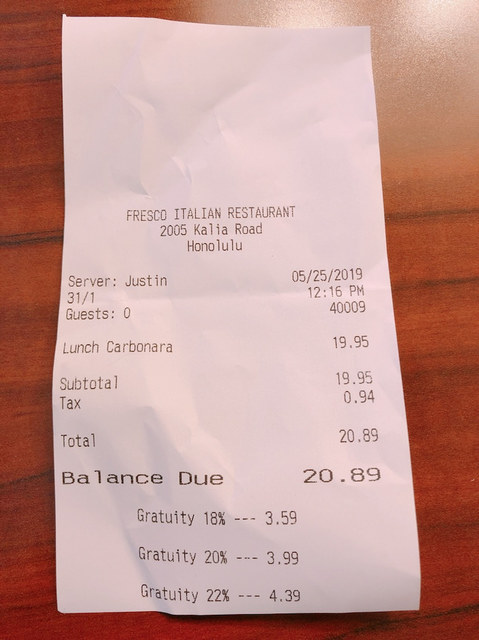 FRESCO ITALIAN RESTAURANT
2005 Kalia Road
Honolulu
Server: Justin 05/25/2019
31/1 12:16 PM
Guests: 0 40009
Lunch Carbonara 19.95
Subtotal 19.95
Tax 0.94
Total 20.89
Balance Due 20.89
Gratuity 18% --- 3.59
Gratuity 20% --- 3.99
Gratuity 22% --- 4.39